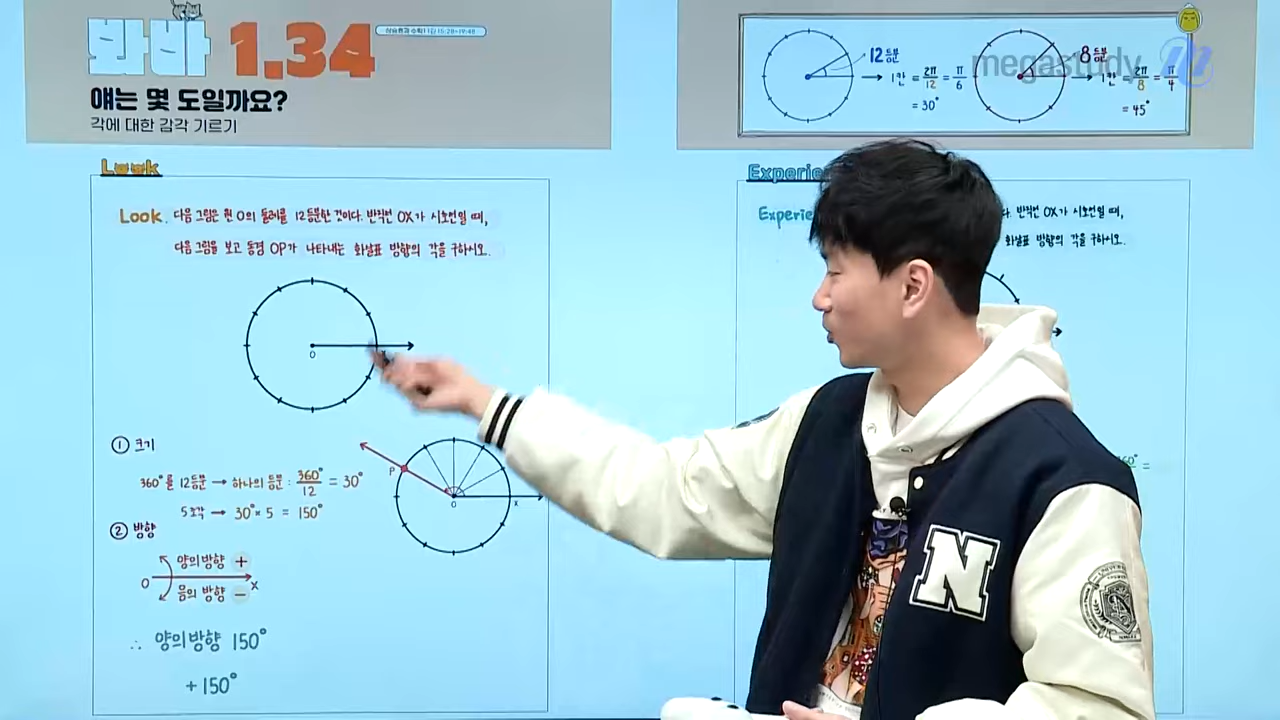 봐바 1.34
얘는 몇 도일까요?
각에 대한 감각 기르기
Look
Look. 다음 그림은 원 O의 둘레를 12등분한 것이다. 반직선 OX가 시초선일 때,
다음 그림을 보고 동경 OP가 나타내는 화살표 방향의 각을 구하시오.
O
① 크기
360°를 12등분 → 하나의 등분 : 360°/12 = 30°
5조각 → 30° × 5 = 150°
P
O
X
② 방향
양의 방향 +
O X
음의 방향 −
∴ 양의 방향 150°
+150°
12등분
→ 1칸 = 2π/12 = π/6
= 30°
8등분
→ 1칸 = 2π/8 = π/4
= 45°
megastudy
Experie
Experie
다. 반직선 OX가 시초선일 때,
화살표 방향의 각을 구하시오.
360° =
N